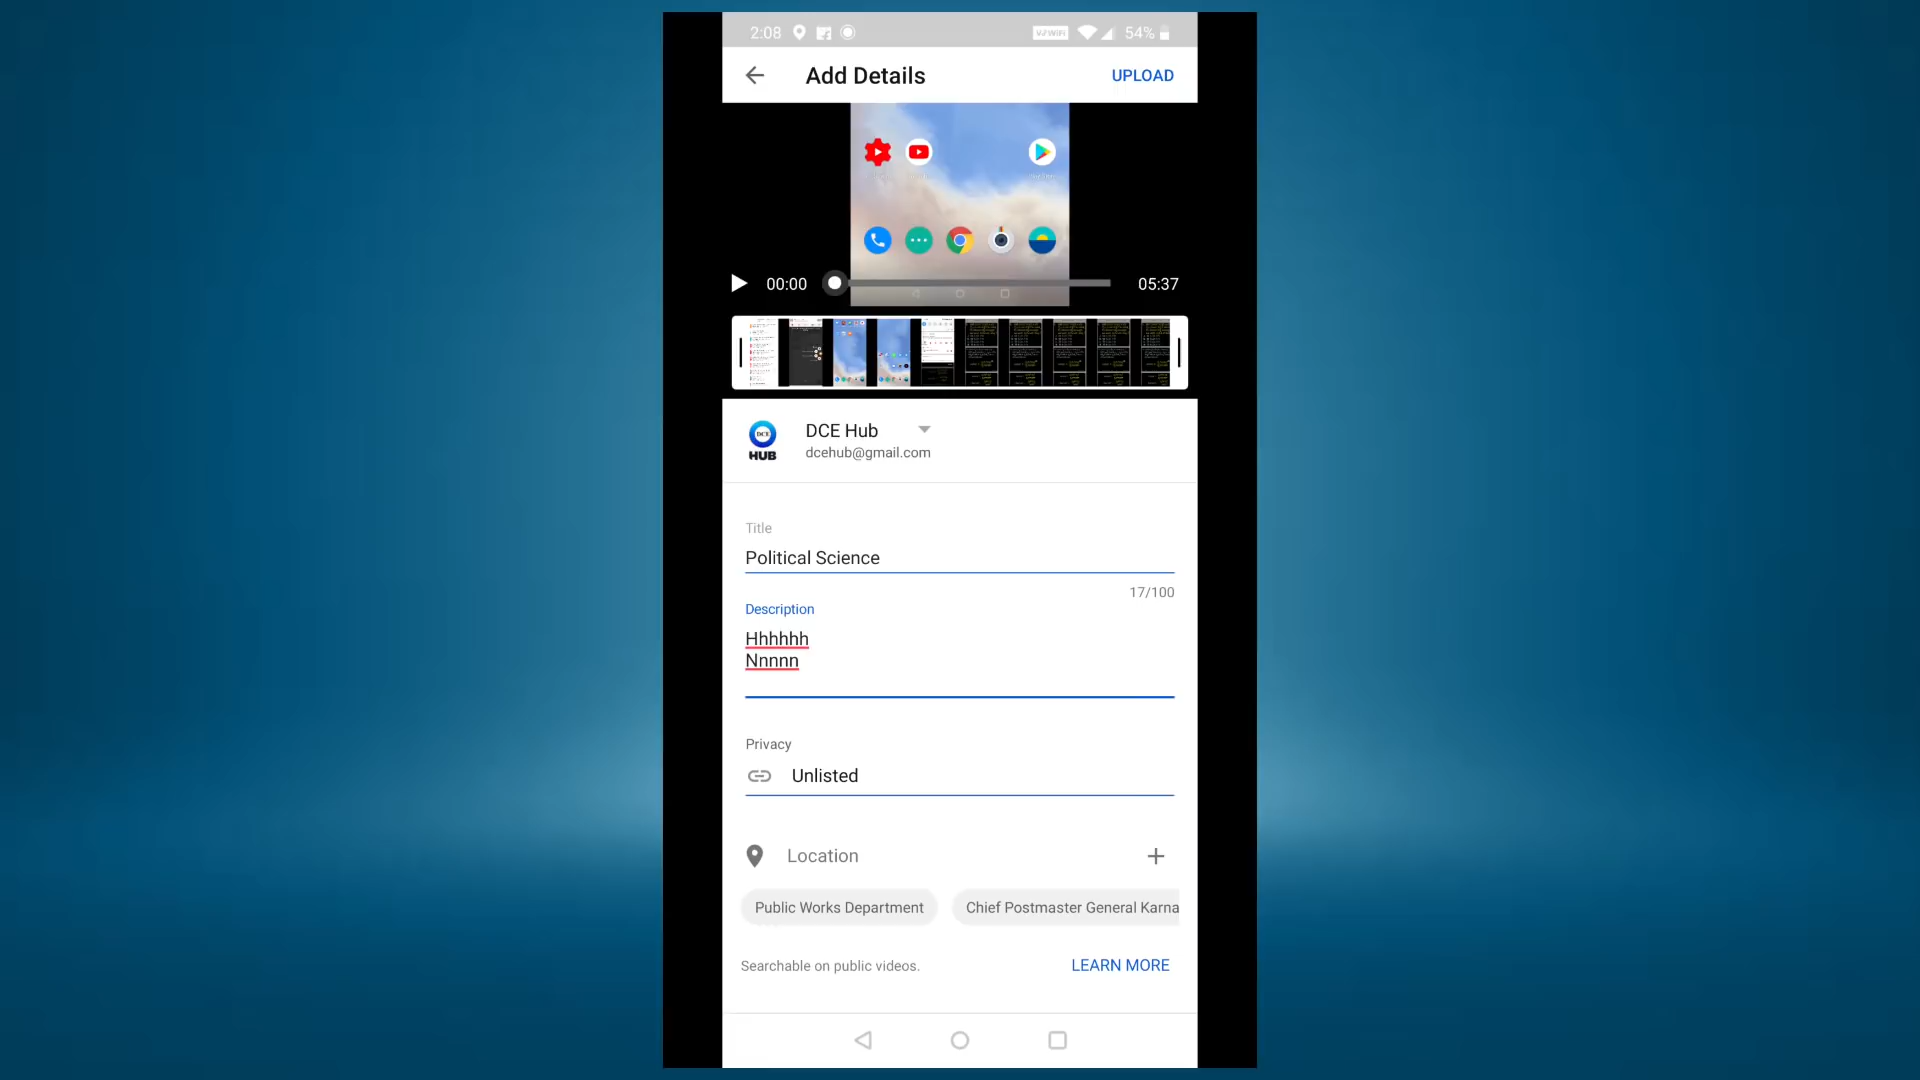 2:08
VoWiFi
54%
Add Details
UPLOAD
00:00
05:37
DCE
HUB
DCE Hub
dcehub@gmail.com
Title
Political Science
17/100
Description
Hhhhhh
Nnnnn
Privacy
Unlisted
Location
Public Works Department
Chief Postmaster General Karna
Searchable on public videos.
LEARN MORE